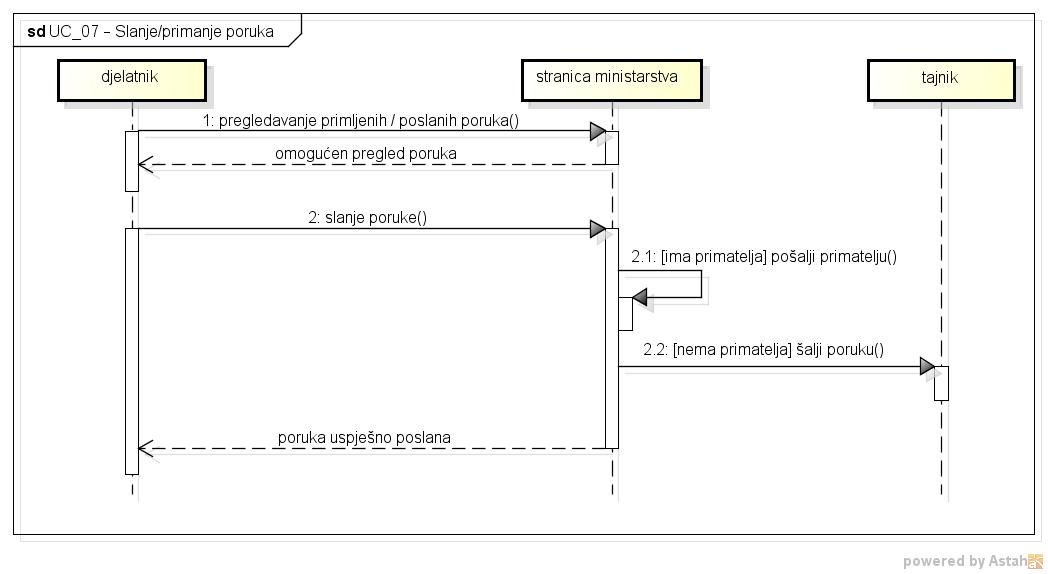 sd UC_07 - Slanje/primanje poruka
djelatnik
stranica ministarstva
tajnik
1: pregledavanje primljenih / poslanih poruka()
omogućen pregled poruka
2: slanje poruke()
2.1: [ima primatelja] pošalji primatelju()
2.2: [nema primatelja] šalji poruku()
poruka uspješno poslana
powered by Astah